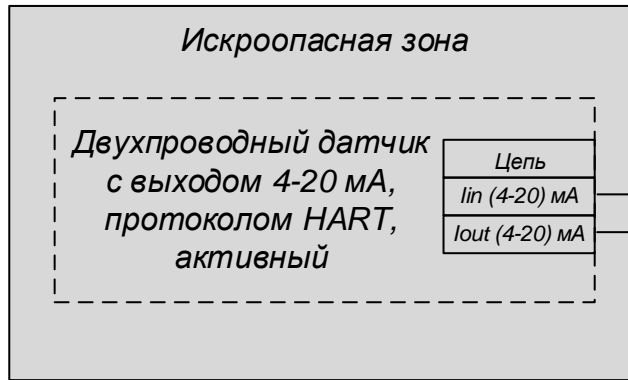 Искроопасная зона
Двухпроводный датчик
с выходом 4-20 мА,
протоколом HART,
активный
Цепь
Iin (4-20) мА
Iout (4-20) мА